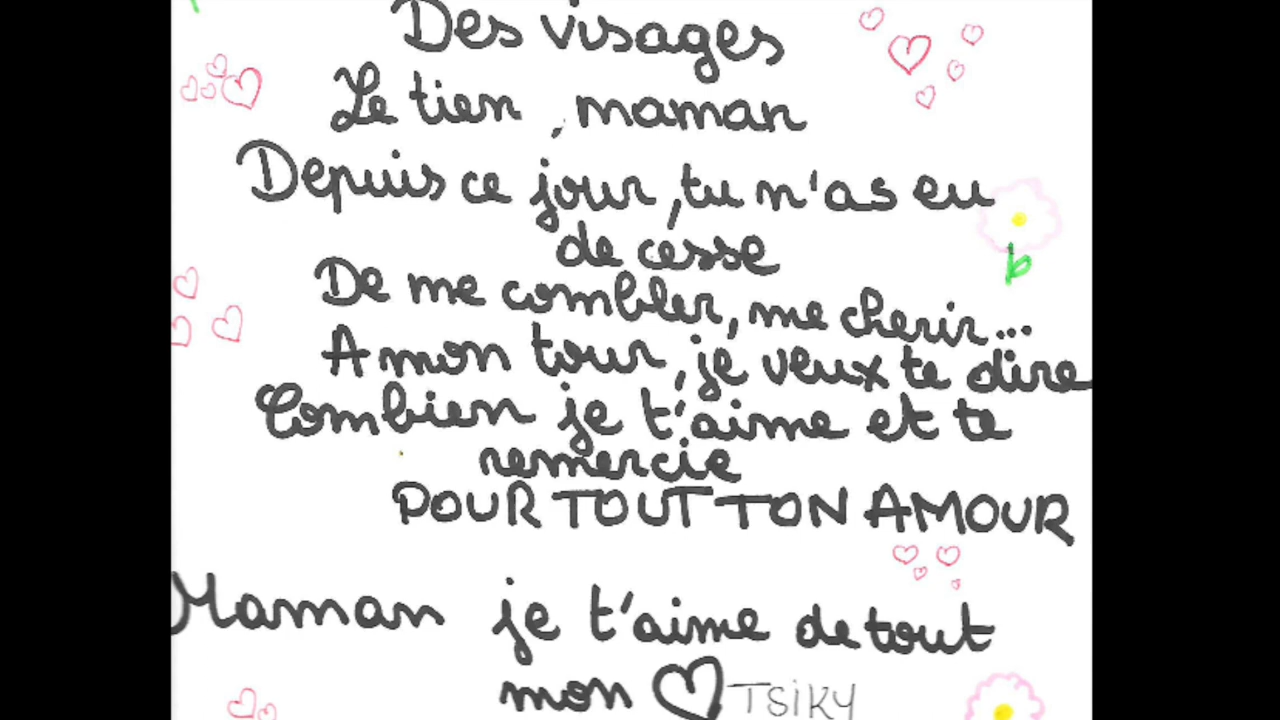 Des visages
Le tien, maman
Depuis ce jour, tu n'as eu
de cesse
De me combler, me cherir...
A mon tour, je veux te dire
Combien je t'aime et te
remercie
POUR TOUT TON AMOUR
Maman je t'aime de tout
mon ♡ TSIKY